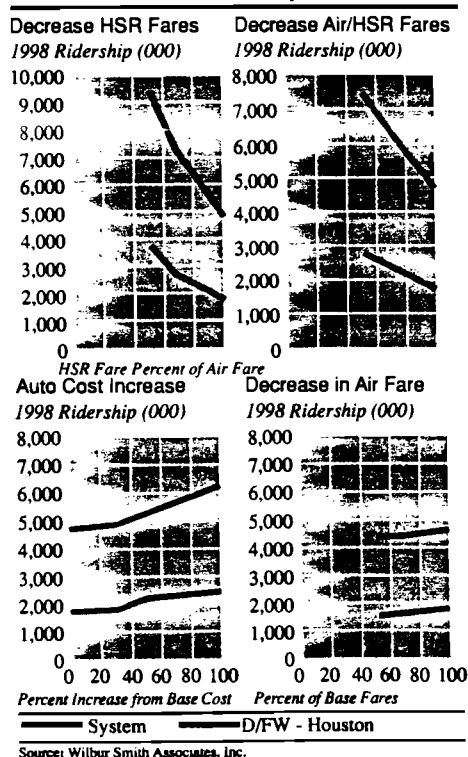 Decrease HSR Fares
1998 Ridership (000)
10,000
9,000
8,000
7,000
6,000
5,000
4,000
3,000
2,000
1,000
0
HSR Fare Percent of Air Fare
Decrease Air/HSR Fares
1998 Ridership (000)
8,000
7,000
6,000
5,000
4,000
3,000
2,000
1,000
0
Auto Cost Increase
1998 Ridership (000)
8,000
7,000
6,000
5,000
4,000
3,000
2,000
1,000
0
0 20 40 60 80 100
Percent Increase from Base Cost
Decrease in Air Fare
1998 Ridership (000)
8,000
7,000
6,000
5,000
4,000
3,000
2,000
1,000
0
0 20 40 60 80 100
Percent of Base Fares
System D/FW - Houston
Source: Wilbur Smith Associates, Inc.